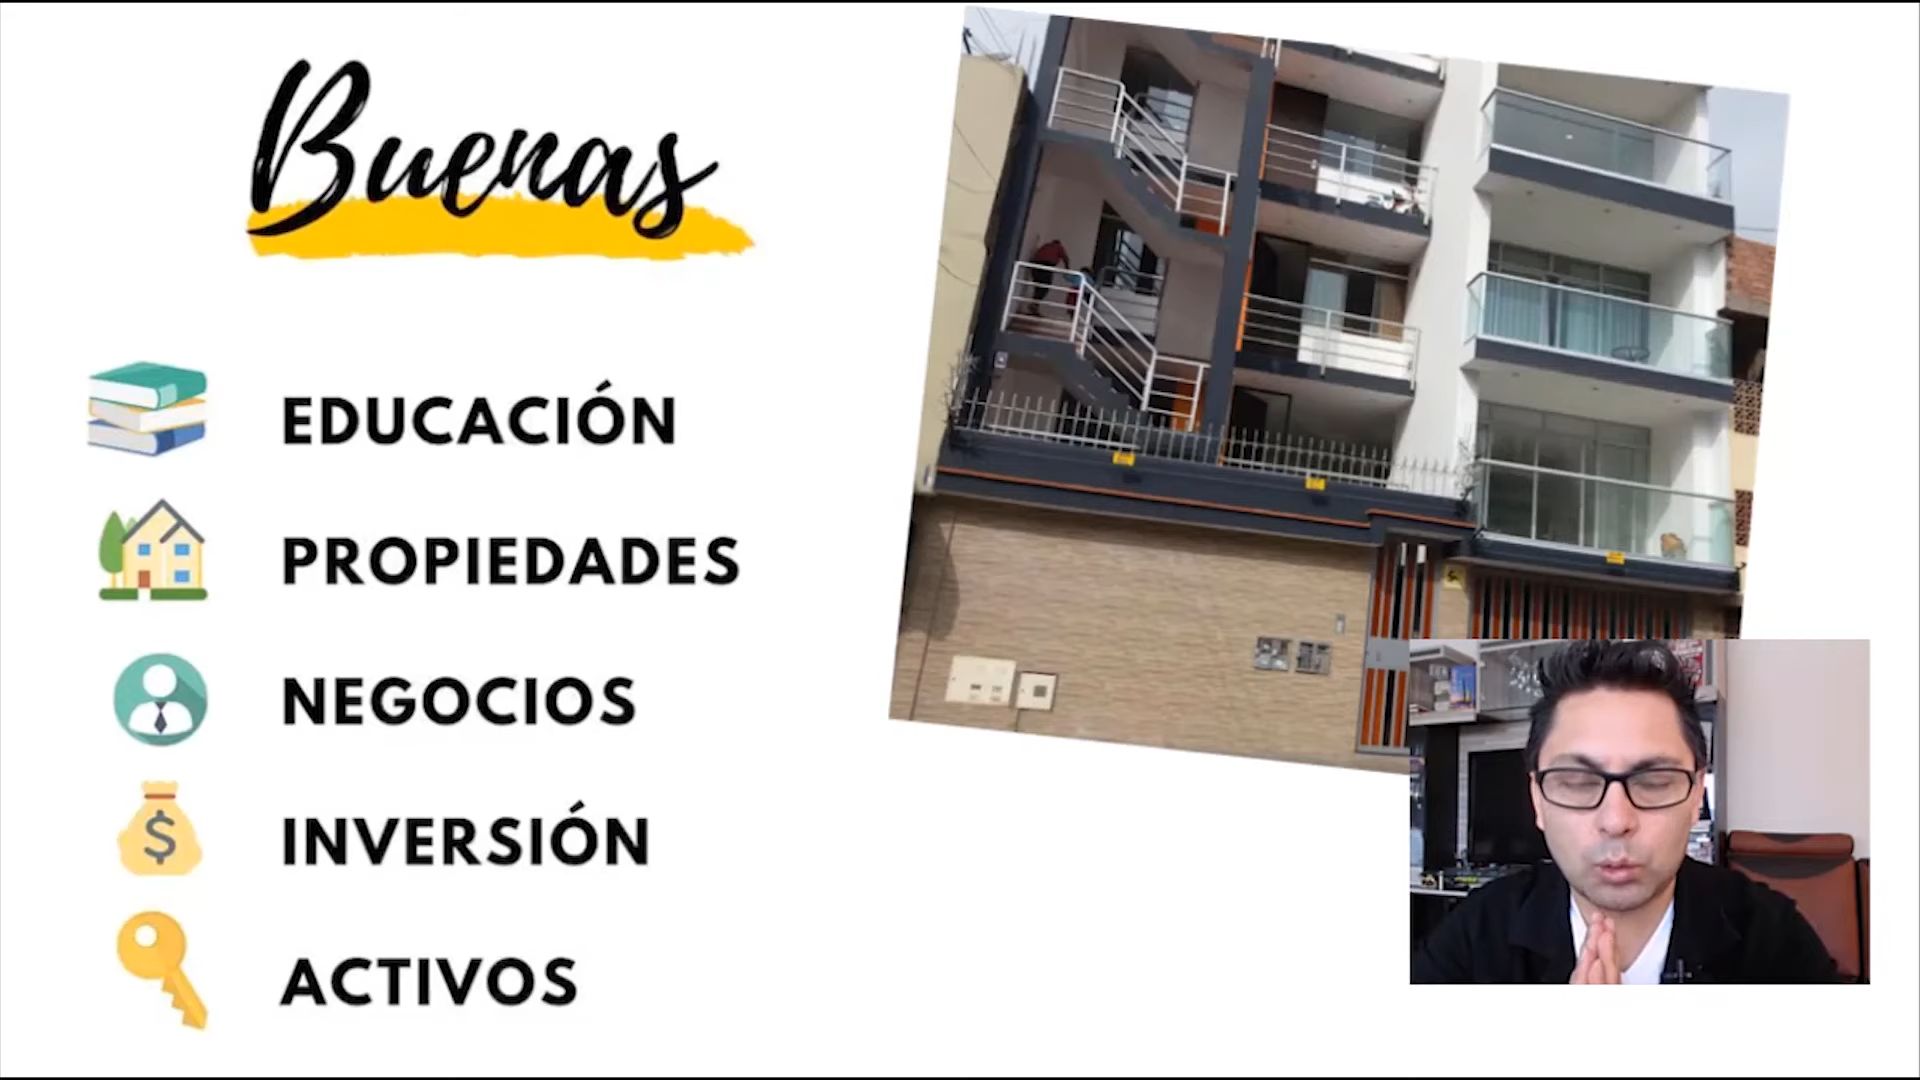 Buenas
EDUCACIÓN
PROPIEDADES
NEGOCIOS
INVERSIÓN
$
ACTIVOS